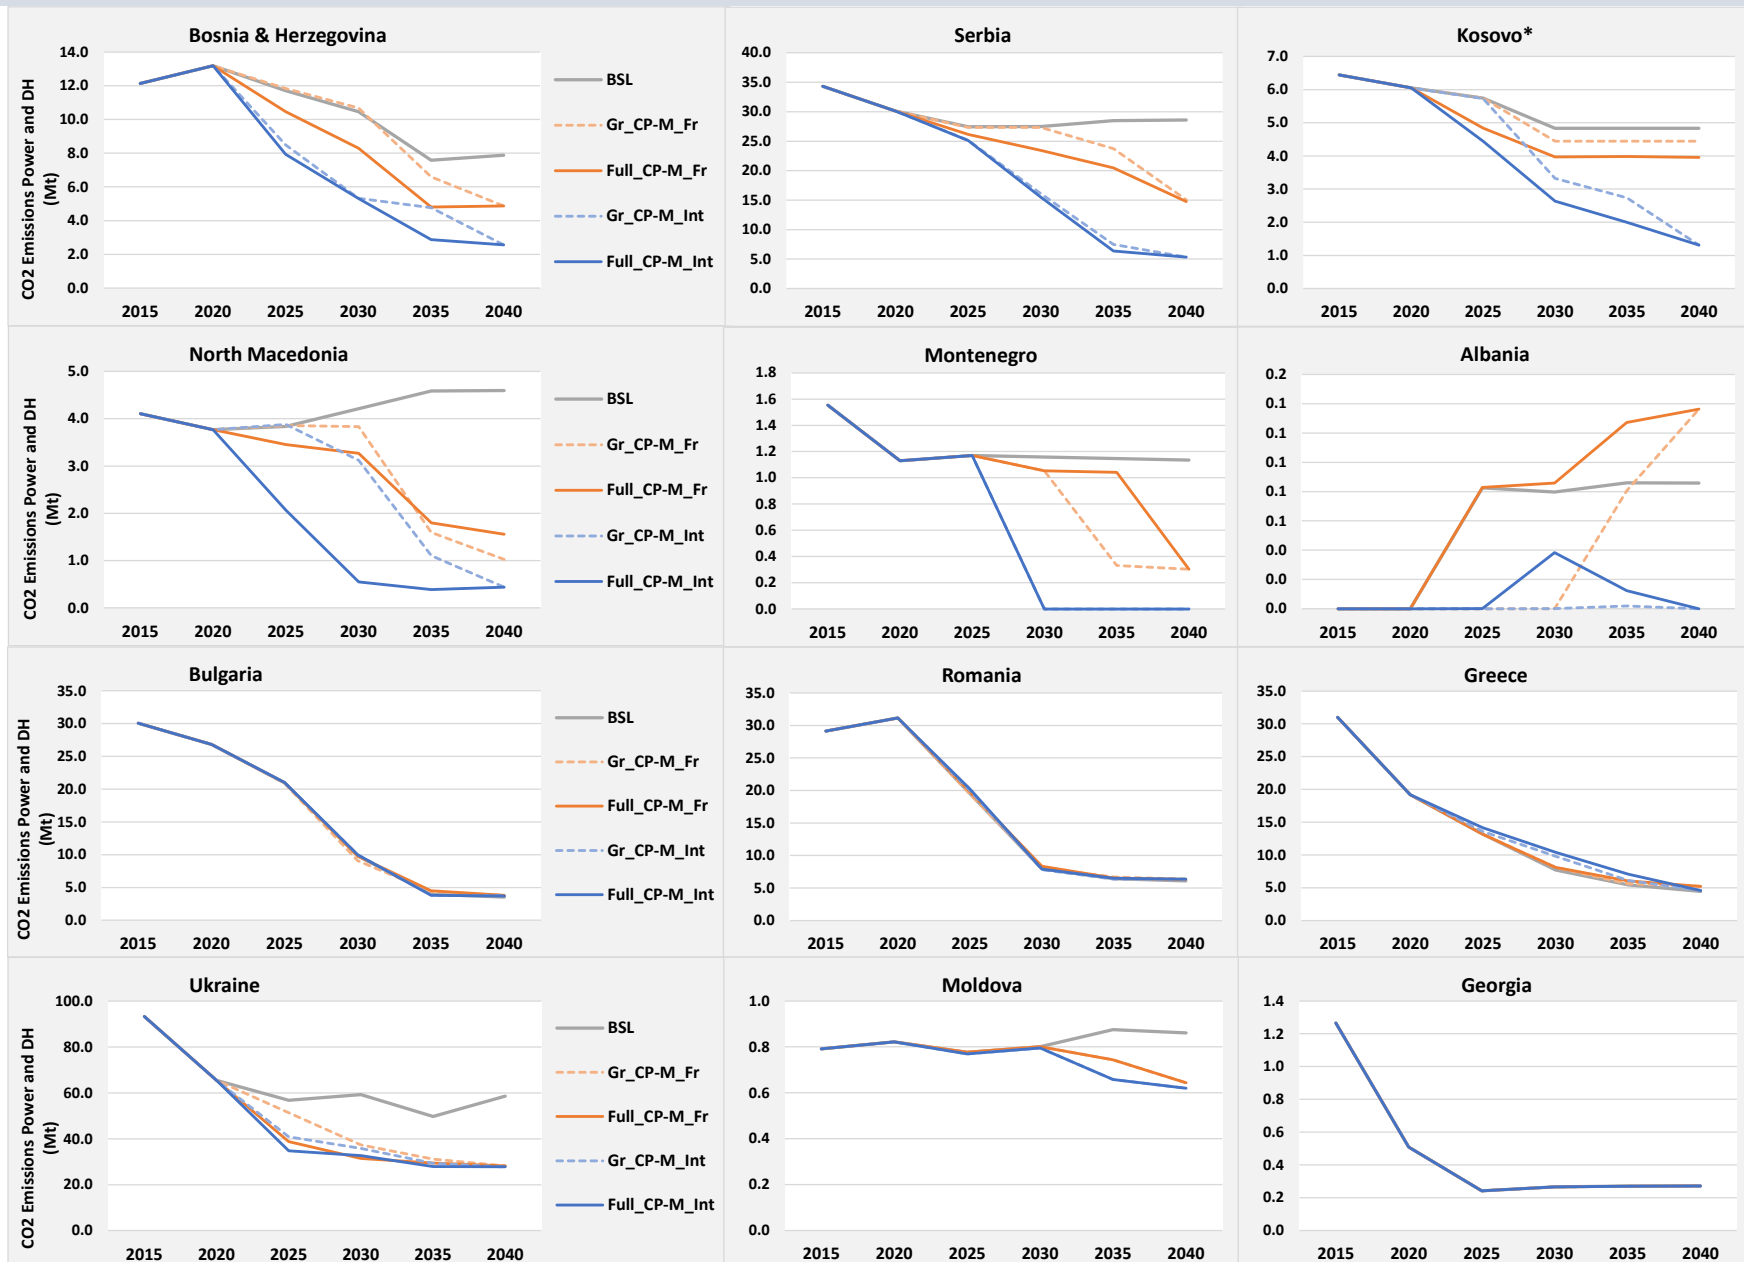 Bosnia & Herzegovina
CO2 Emissions Power and DH
(Mt)
14.0
12.0
10.0
8.0
6.0
4.0
2.0
0.0
2015 2020 2025 2030 2035 2040
BSL
Gr_CP-M_Fr
Full_CP-M_Fr
Gr_CP-M_Int
Full_CP-M_Int
Serbia
40.0
35.0
30.0
25.0
20.0
15.0
10.0
5.0
0.0
2015 2020 2025 2030 2035 2040
Kosovo*
7.0
6.0
5.0
4.0
3.0
2.0
1.0
0.0
2015 2020 2025 2030 2035 2040
North Macedonia
CO2 Emissions Power and DH
(Mt)
5.0
4.0
3.0
2.0
1.0
0.0
2015 2020 2025 2030 2035 2040
BSL
Gr_CP-M_Fr
Full_CP-M_Fr
Gr_CP-M_Int
Full_CP-M_Int
Montenegro
1.8
1.6
1.4
1.2
1.0
0.8
0.6
0.4
0.2
0.0
2015 2020 2025 2030 2035 2040
Albania
0.2
0.1
0.1
0.1
0.1
0.1
0.0
0.0
0.0
2015 2020 2025 2030 2035 2040
Bulgaria
CO2 Emissions Power and DH
(Mt)
35.0
30.0
25.0
20.0
15.0
10.0
5.0
0.0
2015 2020 2025 2030 2035 2040
BSL
Gr_CP-M_Fr
Full_CP-M_Fr
Gr_CP-M_Int
Full_CP-M_Int
Romania
35.0
30.0
25.0
20.0
15.0
10.0
5.0
0.0
2015 2020 2025 2030 2035 2040
Greece
35.0
30.0
25.0
20.0
15.0
10.0
5.0
0.0
2015 2020 2025 2030 2035 2040
Ukraine
CO2 Emissions Power and DH
(Mt)
100.0
80.0
60.0
40.0
20.0
0.0
2015 2020 2025 2030 2035 2040
BSL
Gr_CP-M_Fr
Full_CP-M_Fr
Gr_CP-M_Int
Full_CP-M_Int
Moldova
1.0
0.8
0.6
0.4
0.2
0.0
2015 2020 2025 2030 2035 2040
Georgia
1.4
1.2
1.0
0.8
0.6
0.4
0.2
0.0
2015 2020 2025 2030 2035 2040